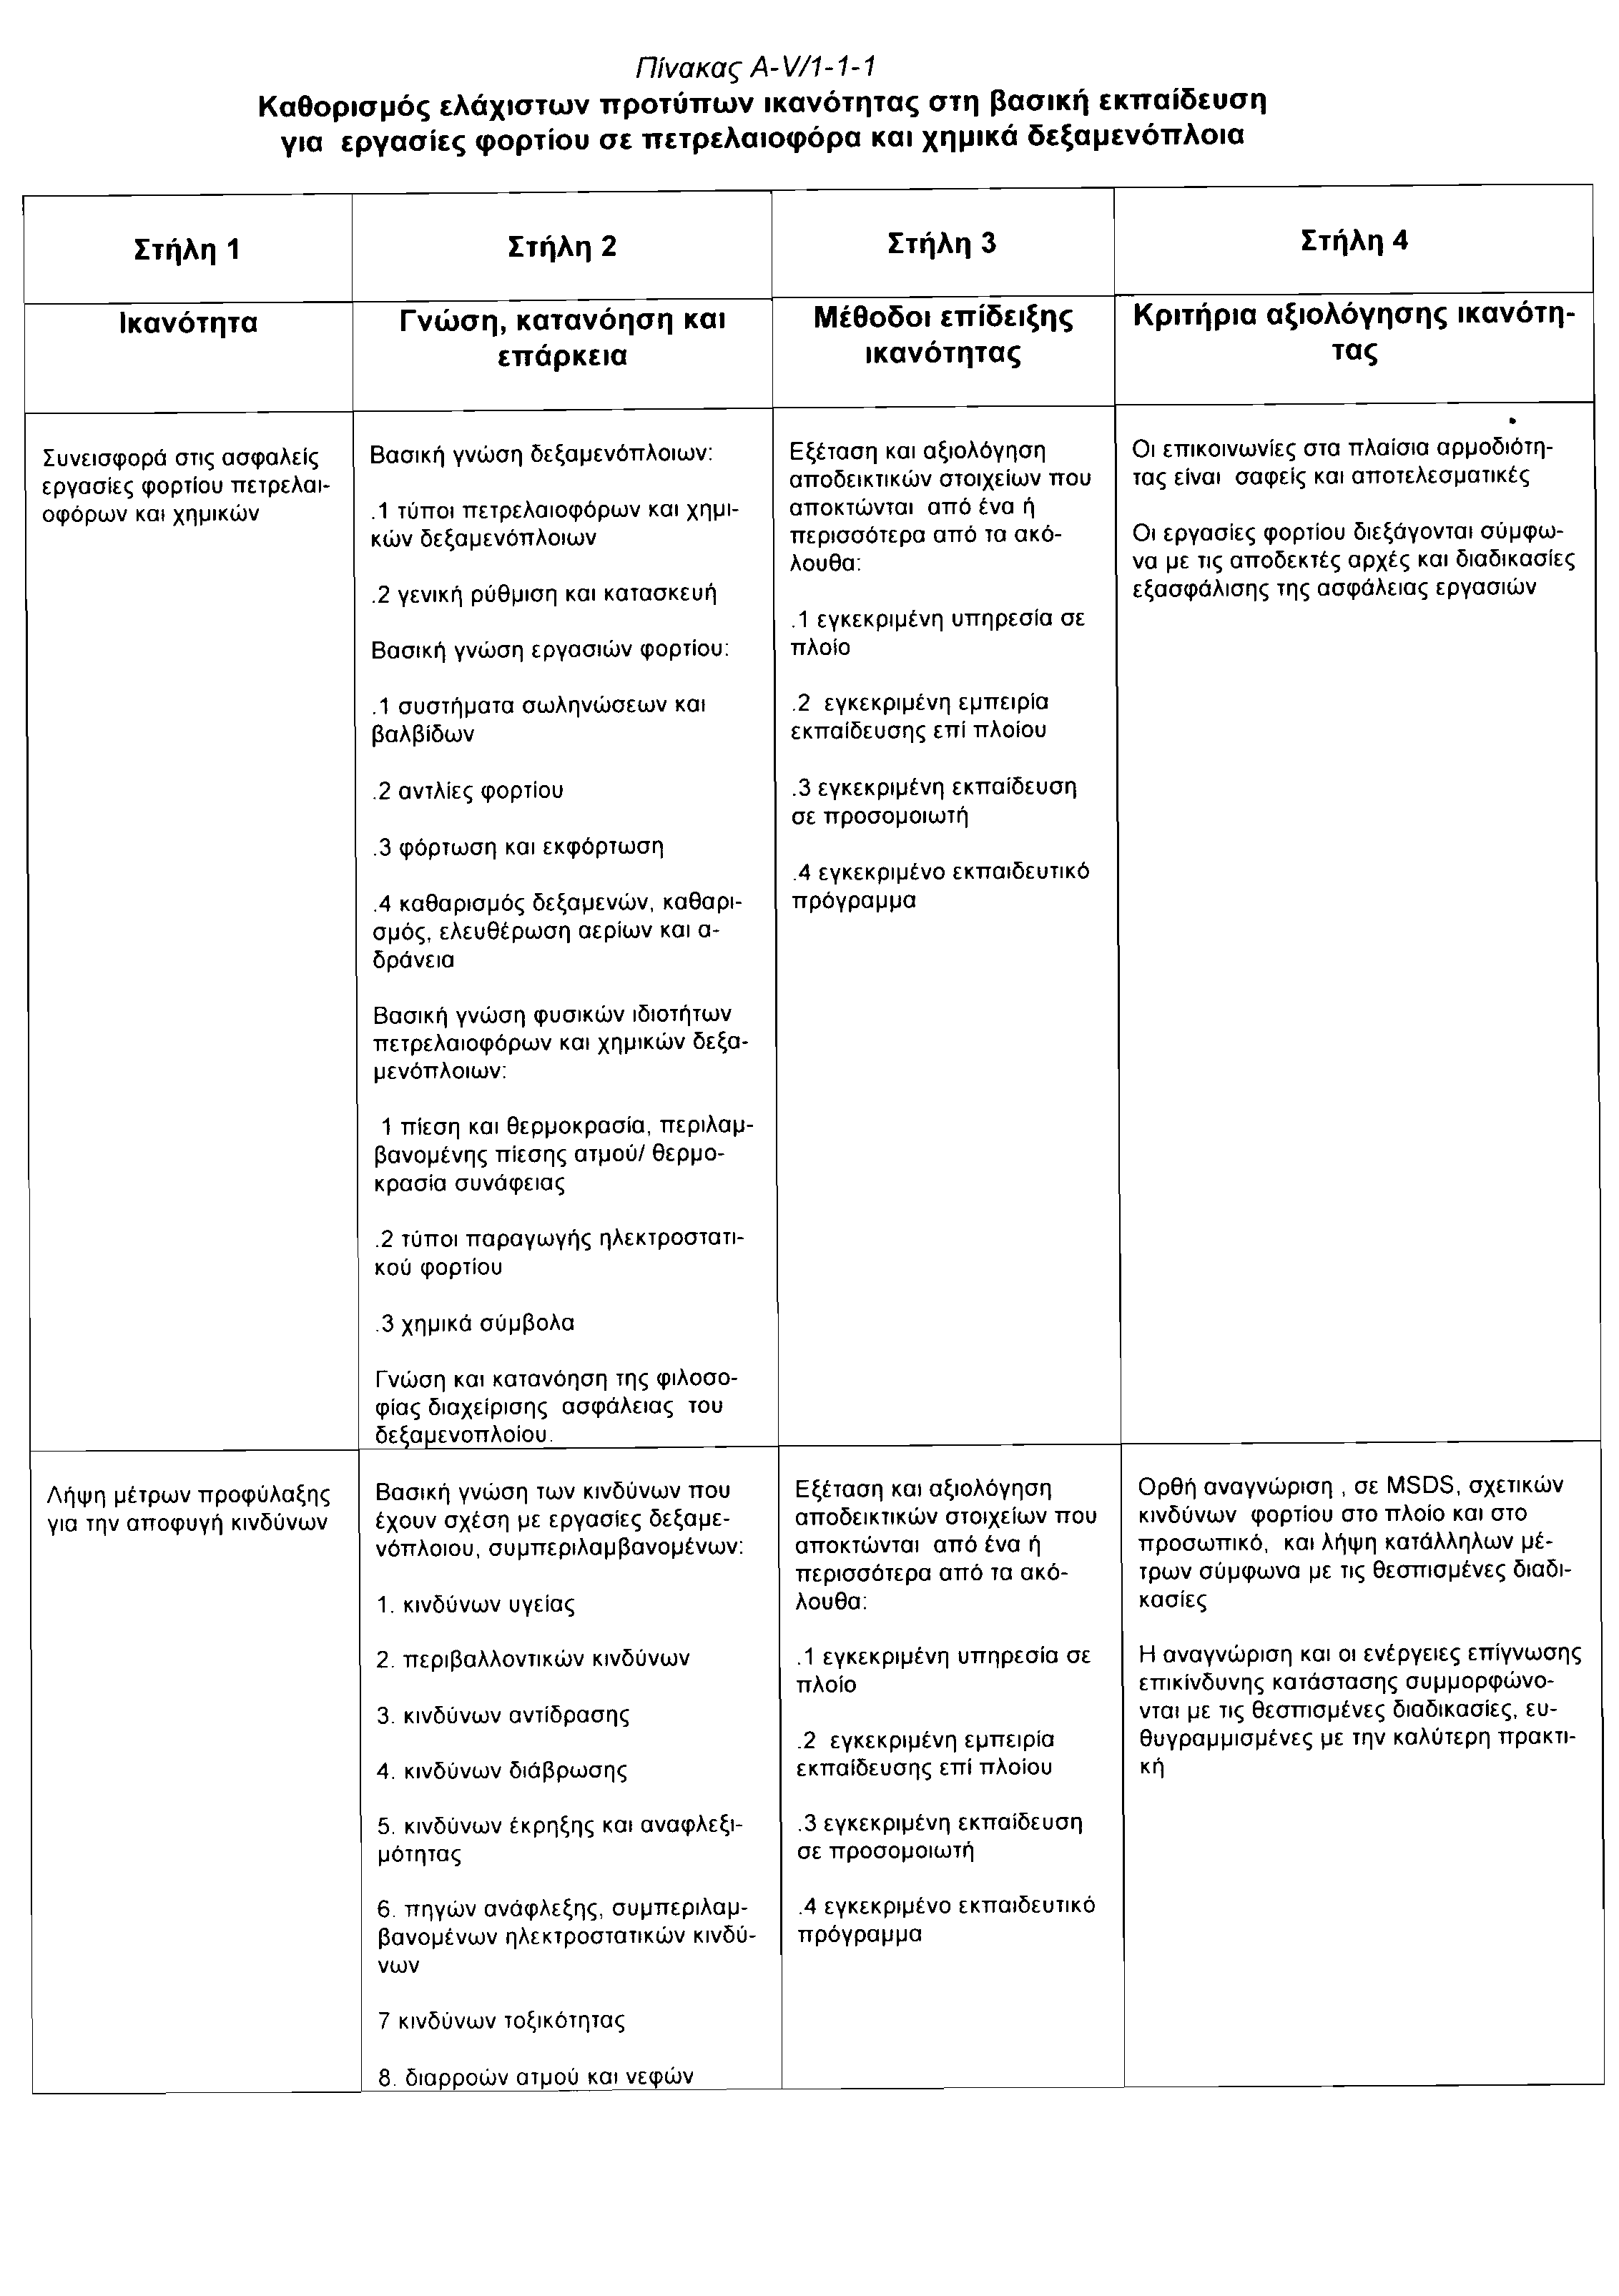 Πίνακας A-V/1-1-1
Καθορισμός ελάχιστων προτύπων ικανότητας στη βασική εκπαίδευση
για εργασίες φορτίου σε πετρελαιοφόρα και χημικά δεξαμενόπλοια
Στήλη 1
Στήλη 2
Στήλη 3
Στήλη 4
Ικανότητα
Γνώση, κατανόηση και
επάρκεια
Μέθοδοι επίδειξης
ικανότητας
Κριτήρια αξιολόγησης ικανότη-
τας
Συνεισφορά στις ασφαλείς
εργασίες φορτίου πετρελαι-
οφόρων και χημικών
Βασική γνώση δεξαμενόπλοιων:
.1 τύποι πετρελαιοφόρων και χημι-
κών δεξαμενόπλοιων
.2 γενική ρύθμιση και κατασκευή
Βασική γνώση εργασιών φορτίου:
.1 συστήματα σωληνώσεων και
βαλβίδων
.2 αντλίες φορτίου
.3 φόρτωση και εκφόρτωση
.4 καθαρισμός δεξαμενών, καθαρι-
σμός, ελευθέρωση αερίων και α-
δράνεια
Βασική γνώση φυσικών ιδιοτήτων
πετρελαιοφόρων και χημικών δεξα-
μενόπλοιων:
1 πίεση και θερμοκρασία, περιλαμ-
βανομένης πίεσης ατμού/ θερμο-
κρασία συνάφειας
.2 τύποι παραγωγής ηλεκτροστατι-
κού φορτίου
.3 χημικά σύμβολα
Γνώση και κατανόηση της φιλοσο-
φίας διαχείρισης ασφάλειας του
δεξαμενοπλοίου.
Εξέταση και αξιολόγηση
αποδεικτικών στοιχείων που
αποκτώνται από ένα ή
περισσότερα από τα ακό-
λουθα:
.1 εγκεκριμένη υπηρεσία σε
πλοίο
.2 εγκεκριμένη εμπειρία
εκπαίδευσης επί πλοίου
.3 εγκεκριμένη εκπαίδευση
σε προσομοιωτή
.4 εγκεκριμένο εκπαιδευτικό
πρόγραμμα
Οι επικοινωνίες στα πλαίσια αρμοδιότη-
τας είναι σαφείς και αποτελεσματικές
Οι εργασίες φορτίου διεξάγονται σύμφω-
να με τις αποδεκτές αρχές και διαδικασίες
εξασφάλισης της ασφάλειας εργασιών
Λήψη μέτρων προφύλαξης
για την αποφυγή κινδύνων
Βασική γνώση των κινδύνων που
έχουν σχέση με εργασίες δεξαμε-
νόπλοιου, συμπεριλαμβανομένων:
1. κινδύνων υγείας
2. περιβαλλοντικών κινδύνων
3. κινδύνων αντίδρασης
4. κινδύνων διάβρωσης
5. κινδύνων έκρηξης και αναφλεξι-
μότητας
6. πηγών ανάφλεξης, συμπεριλαμ-
βανομένων ηλεκτροστατικών κινδύ-
νων
7 κινδύνων τοξικότητας
8. διαρροών ατμού και νεφών
Εξέταση και αξιολόγηση
αποδεικτικών στοιχείων που
αποκτώνται από ένα ή
περισσότερα από τα ακό-
λουθα:
.1 εγκεκριμένη υπηρεσία σε
πλοίο
.2 εγκεκριμένη εμπειρία
εκπαίδευσης επί πλοίου
.3 εγκεκριμένη εκπαίδευση
σε προσομοιωτή
.4 εγκεκριμένο εκπαιδευτικό
πρόγραμμα
Ορθή αναγνώριση , σε MSDS, σχετικών
κινδύνων φορτίου στο πλοίο και στο
προσωπικό, και λήψη κατάλληλων μέ-
τρων σύμφωνα με τις θεσπισμένες διαδι-
κασίες
Η αναγνώριση και οι ενέργειες επίγνωσης
επικίνδυνης κατάστασης συμμορφώνο-
νται με τις θεσπισμένες διαδικασίες, ευ-
θυγραμμισμένες με την καλύτερη πρακτι-
κή